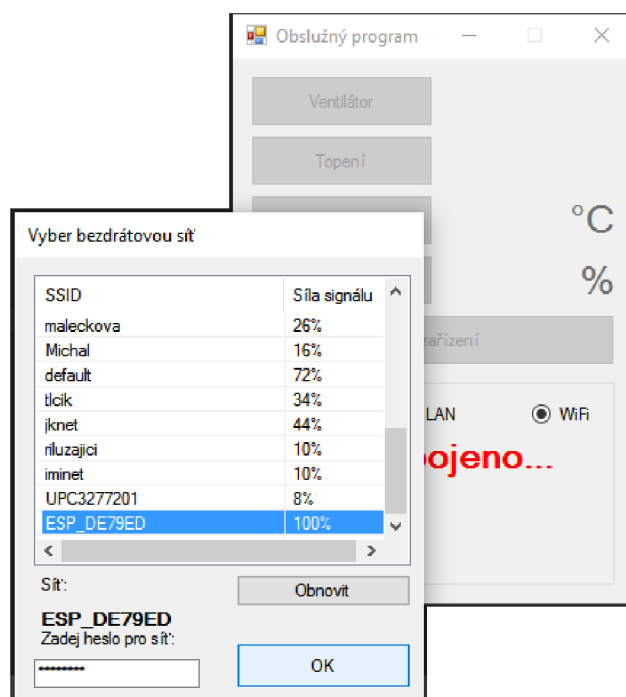 Obslužný program
Ventilátor
Topení
°C
%
zařízení
LAN
WiFi
ojeno...
Vyber bezdrátovou síť
SSID Síla signálu
maleckova 26%
Michal 16%
default 72%
tlcik 34%
jknet 44%
riluzajici 10%
iminet 10%
UPC3277201 8%
ESP_DE79ED 100%
Síť:
Obnovit
ESP_DE79ED
Zadej heslo pro síť:
********
OK